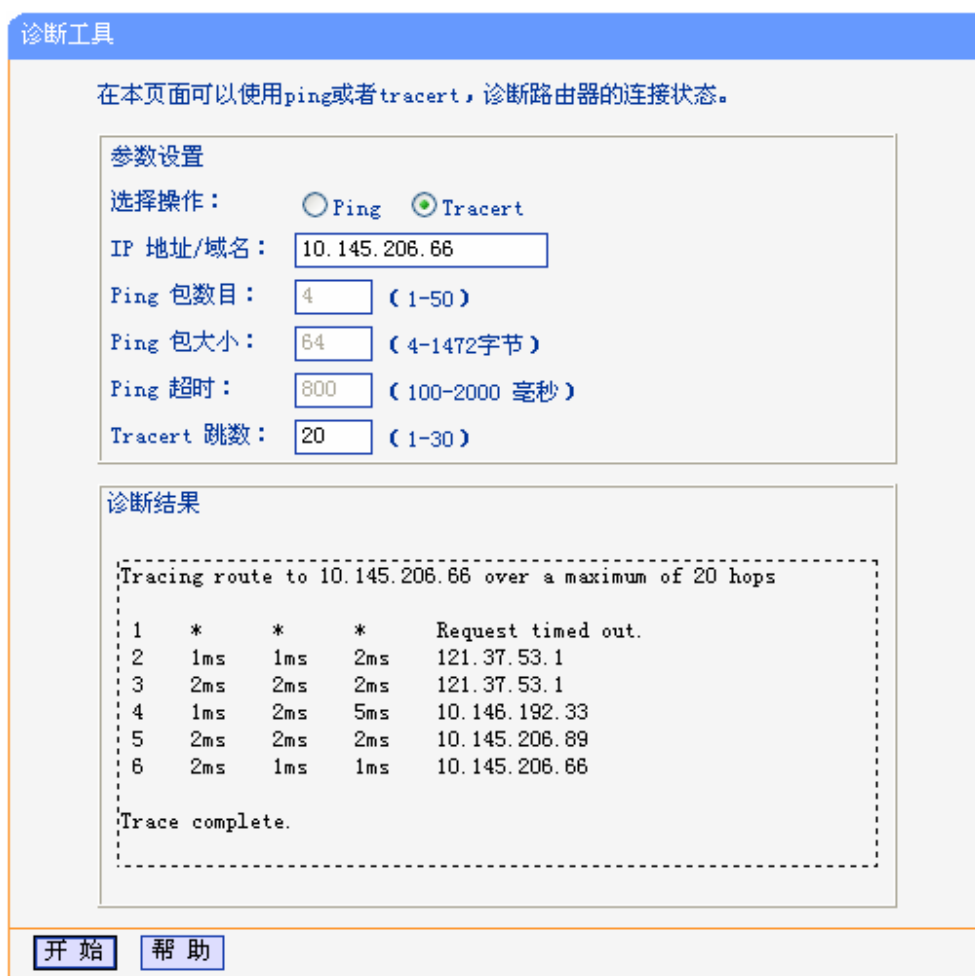 诊断工具
在本页面可以使用ping或者tracert，诊断路由器的连接状态。
参数设置
选择操作： Ping Tracert
IP 地址/域名： 10.145.206.66
Ping 包数目： 4 (1-50)
Ping 包大小： 64 (4-1472字节)
Ping 超时： 800 (100-2000 毫秒)
Tracert 跳数： 20 (1-30)
诊断结果
Tracing route to 10.145.206.66 over a maximum of 20 hops
1 * * * Request timed out.
2 1ms 1ms 2ms 121.37.53.1
3 2ms 2ms 2ms 121.37.53.1
4 1ms 2ms 5ms 10.146.192.33
5 2ms 2ms 2ms 10.145.206.89
6 2ms 1ms 1ms 10.145.206.66
Trace complete.
开 始 帮 助